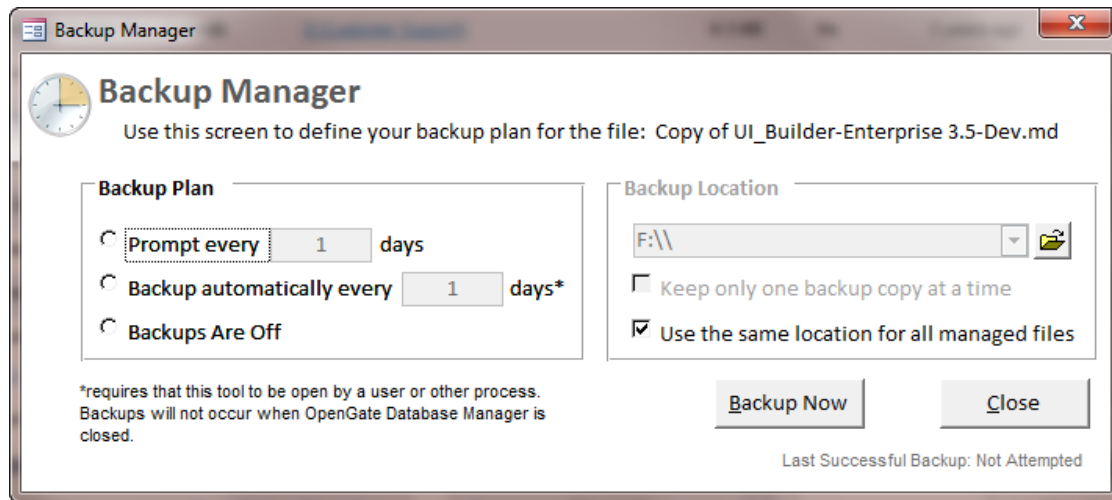 Backup Manager
Backup Manager
Use this screen to define your backup plan for the file: Copy of UI_Builder-Enterprise 3.5-Dev.md
Backup Plan
Prompt every 1 days
Backup automatically every 1 days*
Backups Are Off
*requires that this tool to be open by a user or other process.
Backups will not occur when OpenGate Database Manager is
closed.
Backup Location
F:\\
Keep only one backup copy at a time
Use the same location for all managed files
Backup Now
Close
Last Successful Backup: Not Attempted